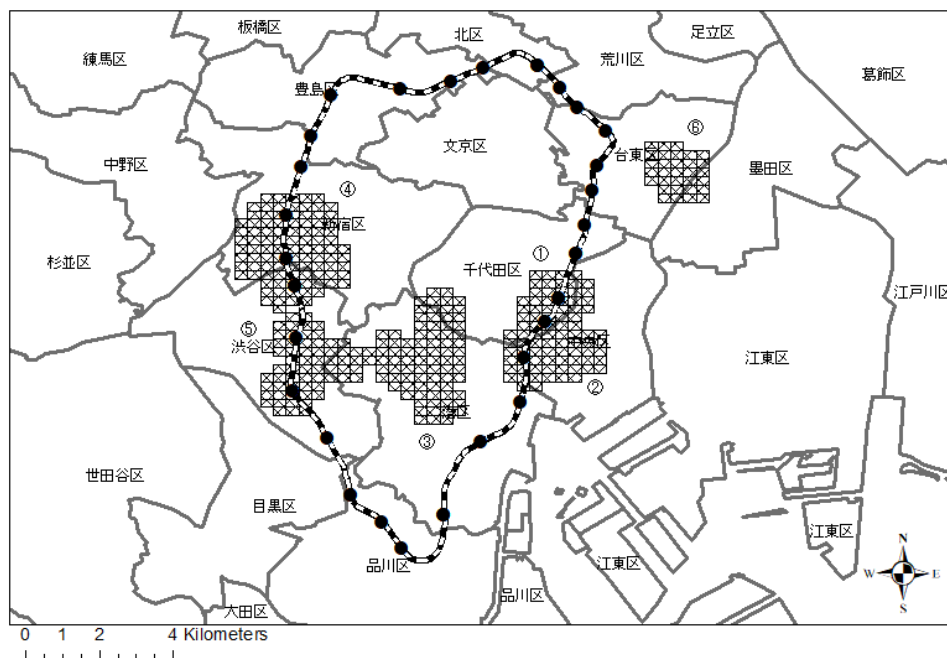 板橋区
北区
足立区
練馬区
荒川区
葛飾区
豊島区
⑥
文京区
台東区
中野区
墨田区
④
新宿区
①
杉並区
千代田区
江戸川区
⑤
渋谷区
中央区
江東区
②
港区
③
世田谷区
目黒区
江東区
品川区
江東区
品川区
大田区
N
W E
S
0 1 2 4 Kilometers